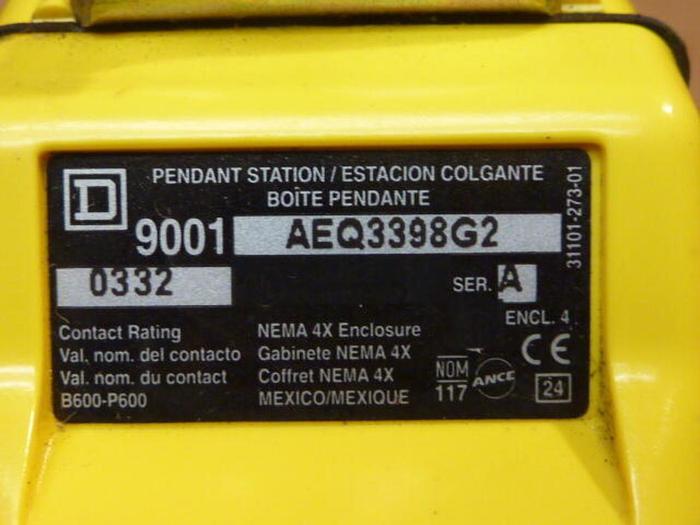 D
PENDANT STATION / ESTACION COLGANTE
BOÎTE PENDANTE
9001 AEQ3398G2
0332
SER. A
ENCL. 4
Contact Rating
Val. nom. del contacto
Val. nom. du contact
B600-P600
NEMA 4X Enclosure
Gabinete NEMA 4X
Coffret NEMA 4X
MEXICO/MEXIQUE
NOM
117
ANCE
CE
24
31101-273-01